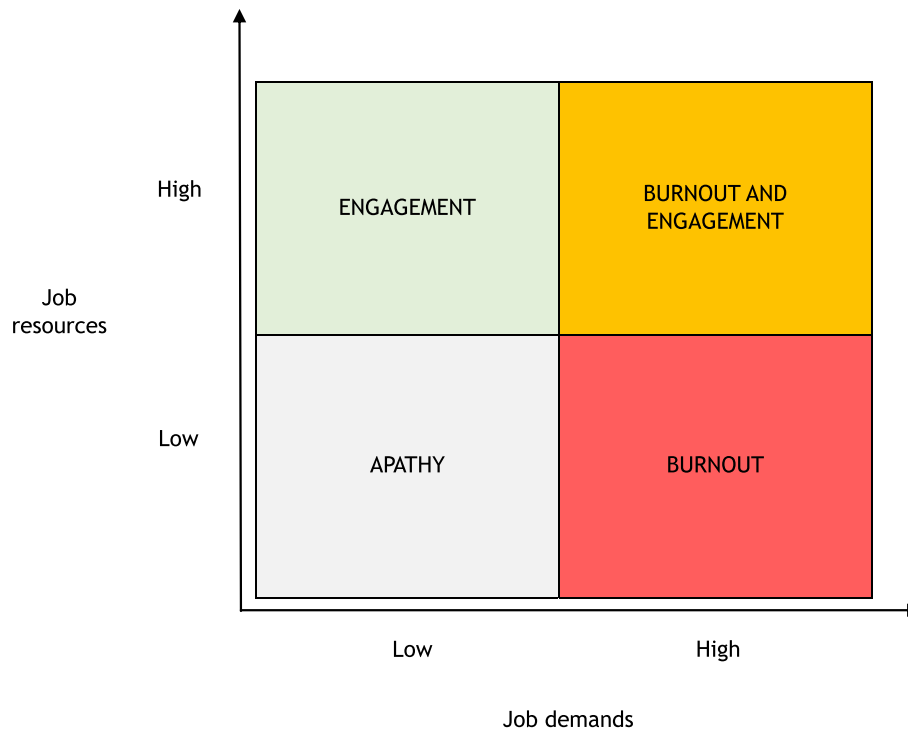 High
ENGAGEMENT
BURNOUT AND
ENGAGEMENT
Job
resources
Low
APATHY
BURNOUT
Low
High
Job demands